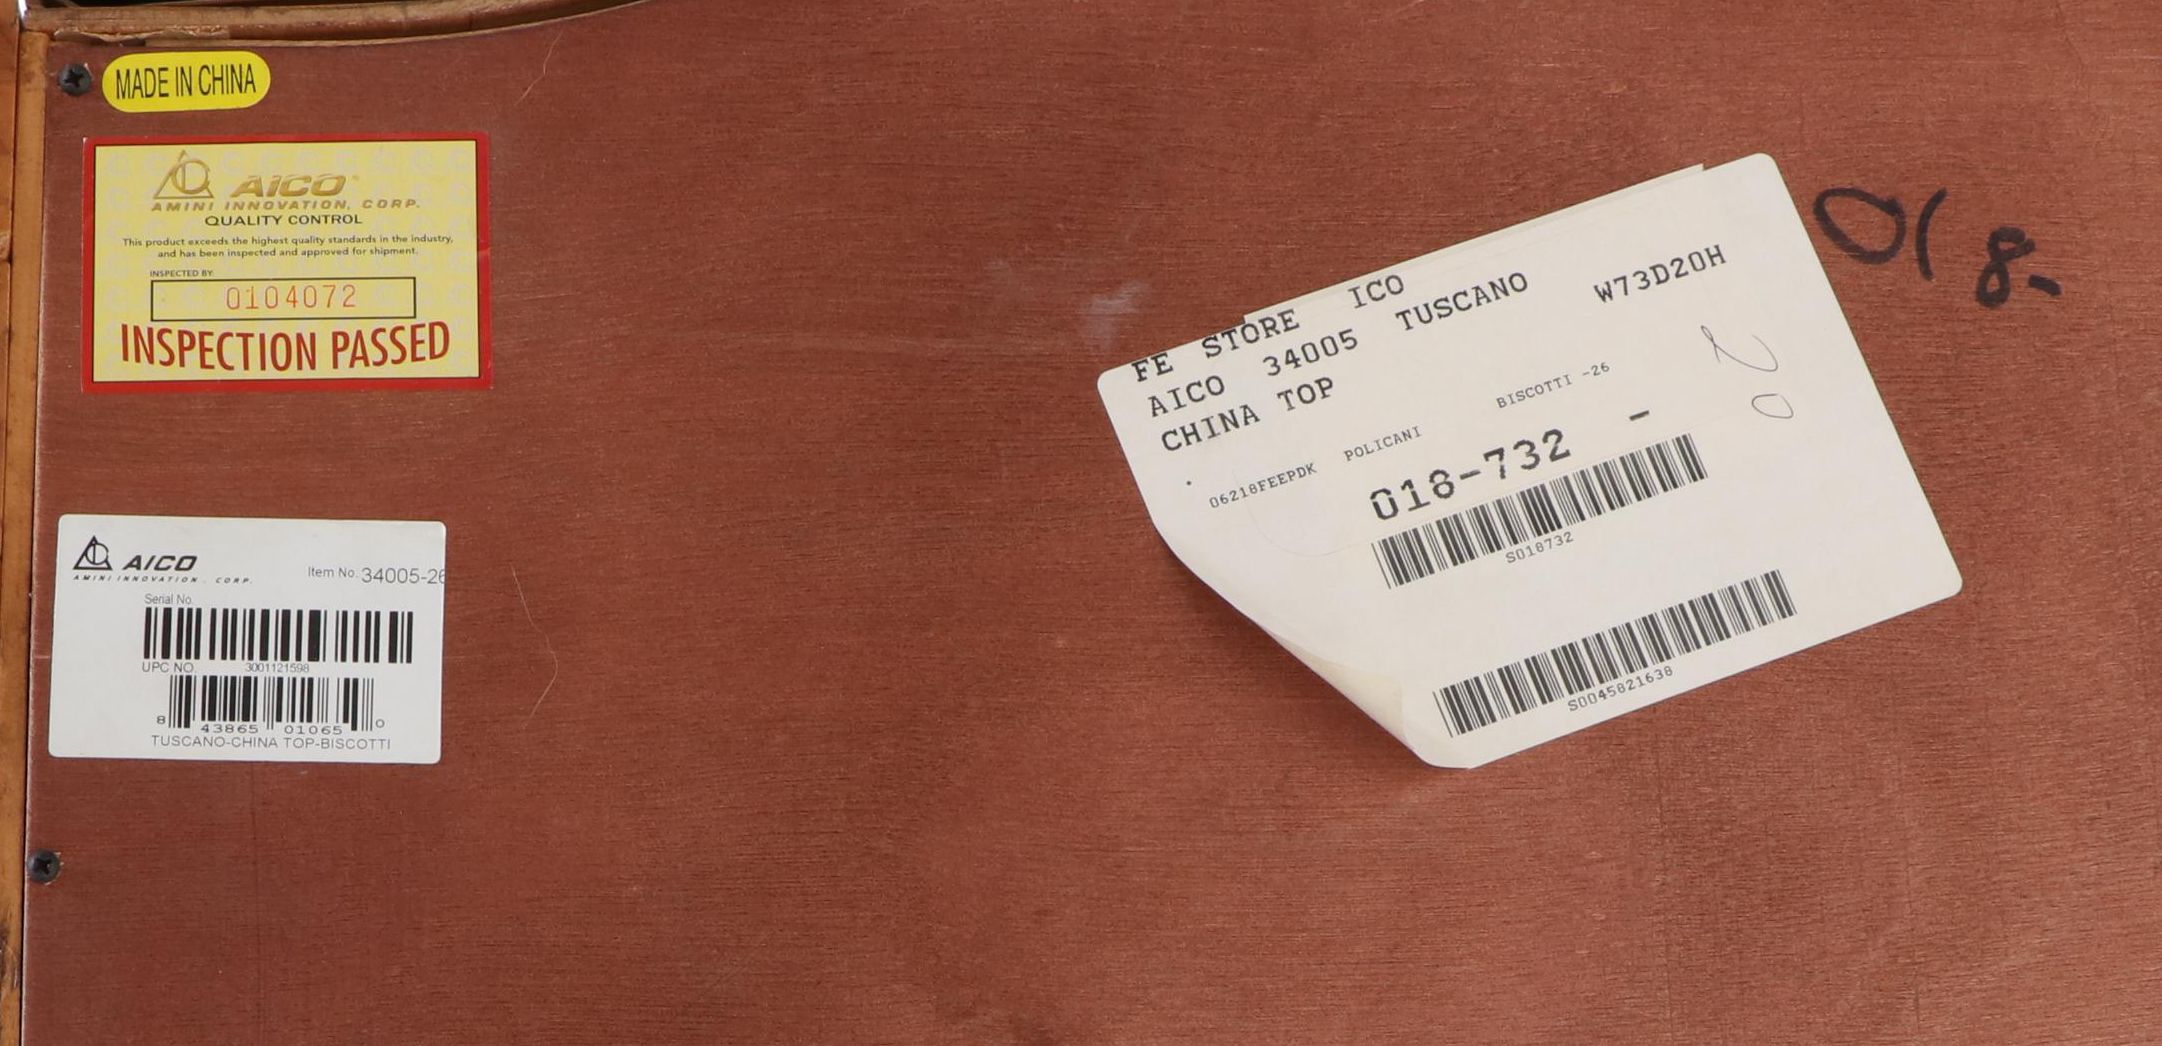 MADE IN CHINA
AICO
AMINI INNOVATION, CORP.
QUALITY CONTROL
This product exceeds the highest quality standards in the industry,
and has been inspected and approved for shipment.
INSPECTED BY:
0104072
INSPECTION PASSED
AICO
AMINI INNOVATION. CORP.
Item No. 34005-26
Serial No.
UPC NO. 3001121598
8 43865 01065 0
TUSCANO-CHINA TOP-BISCOTTI
FE STORE ICO
AICO 34005 TUSCANO W73D20H
CHINA TOP
06218FEEPDK POLICANI BISCOTTI -26
018-732 -
S018732
S0045821638
018-